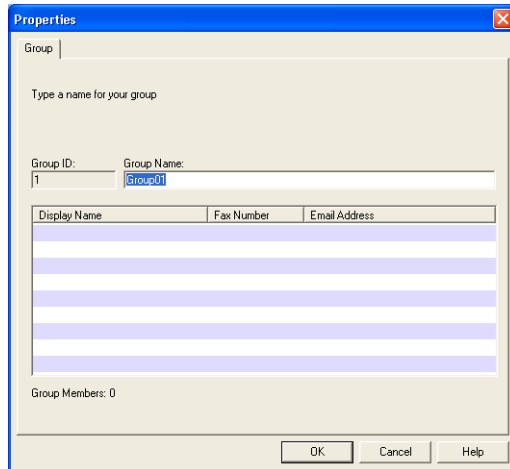 Properties
Group
Type a name for your group
Group ID: Group Name:
1 Group01
Display Name Fax Number Email Address
Group Members: 0
OK Cancel Help